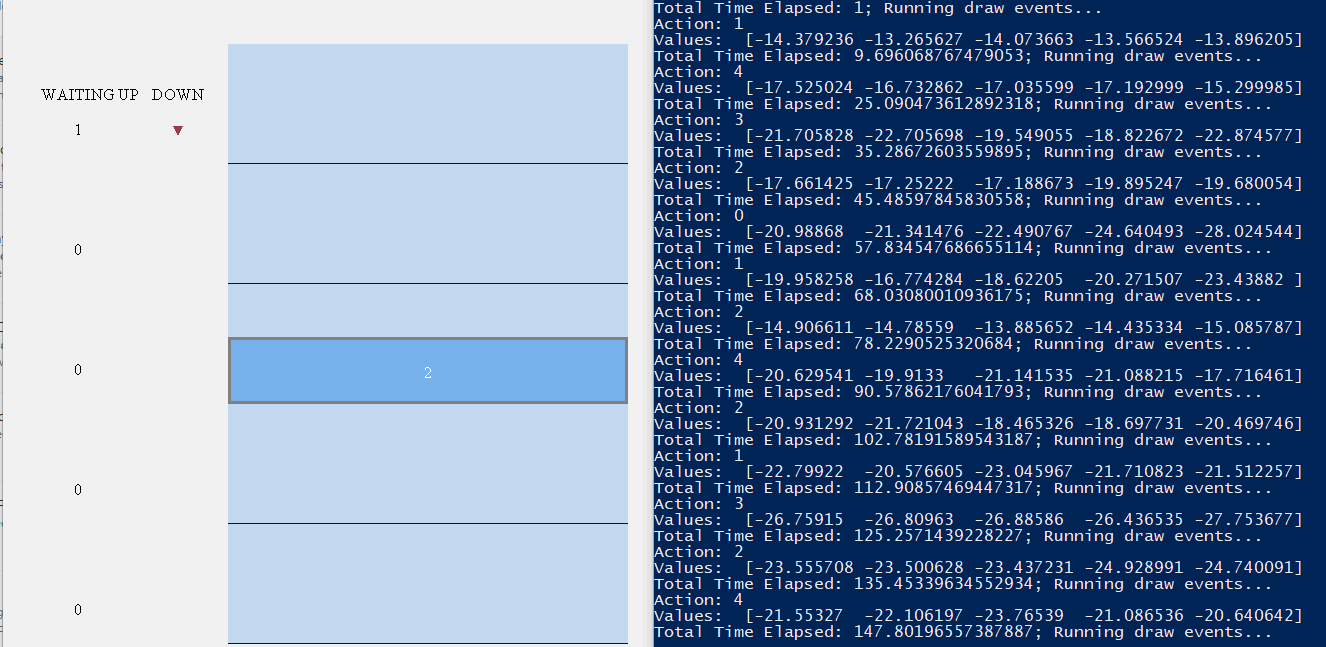 WAITING UP DOWN
1 ▼
0
0
2
0
0
Total Time Elapsed: 1; Running draw events...
Action: 1
Values:  [-14.379236 -13.265627 -14.073663 -13.566524 -13.896205]
Total Time Elapsed: 9.696068767479053; Running draw events...
Action: 4
Values:  [-17.525024 -16.732862 -17.035599 -17.192999 -15.299985]
Total Time Elapsed: 25.090473612892318; Running draw events...
Action: 3
Values:  [-21.705828 -22.705698 -19.549055 -18.822672 -22.874577]
Total Time Elapsed: 35.28672603559895; Running draw events...
Action: 2
Values:  [-17.661425 -17.25222  -17.188673 -19.895247 -19.680054]
Total Time Elapsed: 45.48597845830558; Running draw events...
Action: 0
Values:  [-20.98868  -21.341476 -22.490767 -24.640493 -28.024544]
Total Time Elapsed: 57.834547686655114; Running draw events...
Action: 1
Values:  [-19.958258 -16.774284 -18.62205  -20.271507 -23.43882 ]
Total Time Elapsed: 68.03080010936175; Running draw events...
Action: 2
Values:  [-14.906611 -14.78559  -13.885652 -14.435334 -15.085787]
Total Time Elapsed: 78.2290525320684; Running draw events...
Action: 4
Values:  [-20.629541 -19.9133   -21.141535 -21.088215 -17.716461]
Total Time Elapsed: 90.57862176041793; Running draw events...
Action: 2
Values:  [-20.931292 -21.721043 -18.465326 -18.697731 -20.469746]
Total Time Elapsed: 102.78191589543187; Running draw events...
Action: 1
Values:  [-22.79922  -20.576605 -23.045967 -21.710823 -21.512257]
Total Time Elapsed: 112.90857469447317; Running draw events...
Action: 3
Values:  [-26.75915  -26.80963  -26.88586  -26.436535 -27.753677]
Total Time Elapsed: 125.2571439228227; Running draw events...
Action: 2
Values:  [-23.555708 -23.500628 -23.437231 -24.928991 -24.740091]
Total Time Elapsed: 135.45339634552934; Running draw events...
Action: 4
Values:  [-21.55327  -22.106197 -23.76539  -21.086536 -20.640642]
Total Time Elapsed: 147.80196557387887; Running draw events...